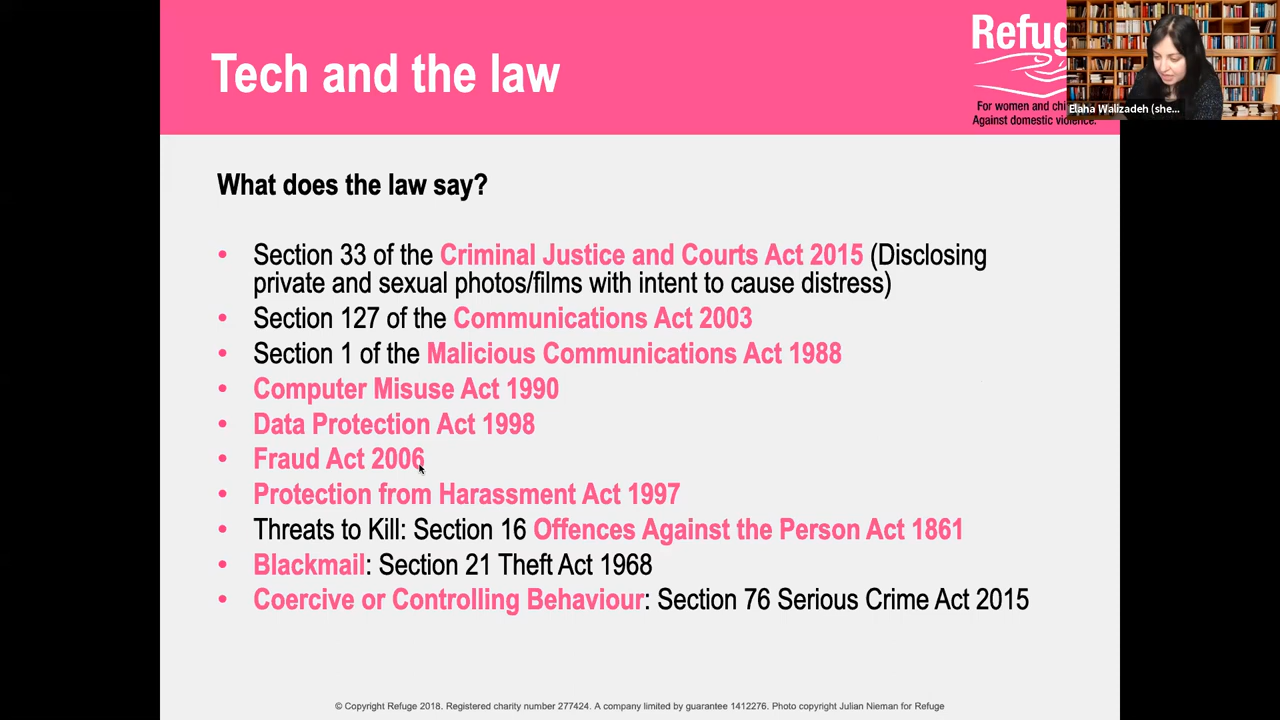 Tech and the law
Refug
For women and chi
Against domestic violence.
Elaha Walizadeh (she...
What does the law say?
• Section 33 of the Criminal Justice and Courts Act 2015 (Disclosing
private and sexual photos/films with intent to cause distress)
• Section 127 of the Communications Act 2003
• Section 1 of the Malicious Communications Act 1988
• Computer Misuse Act 1990
• Data Protection Act 1998
• Fraud Act 2006
• Protection from Harassment Act 1997
• Threats to Kill: Section 16 Offences Against the Person Act 1861
• Blackmail: Section 21 Theft Act 1968
• Coercive or Controlling Behaviour: Section 76 Serious Crime Act 2015
© Copyright Refuge 2018. Registered charity number 277424. A company limited by guarantee 1412276. Photo copyright Julian Nieman for Refuge